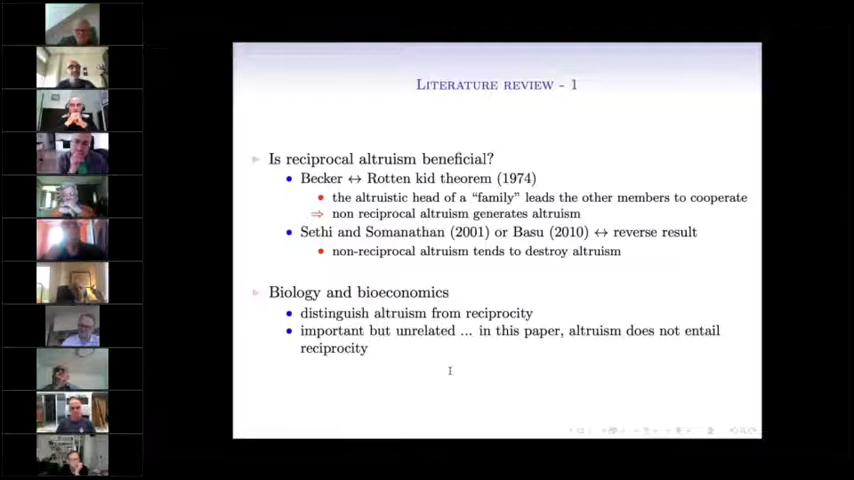 LITERATURE REVIEW - 1
Is reciprocal altruism beneficial?
Becker ↔ Rotten kid theorem (1974)
the altruistic head of a “family” leads the other members to cooperate
⇒ non reciprocal altruism generates altruism
Sethi and Somanathan (2001) or Basu (2010) ↔ reverse result
non-reciprocal altruism tends to destroy altruism
Biology and bioeconomics
distinguish altruism from reciprocity
important but unrelated ... in this paper, altruism does not entail
reciprocity